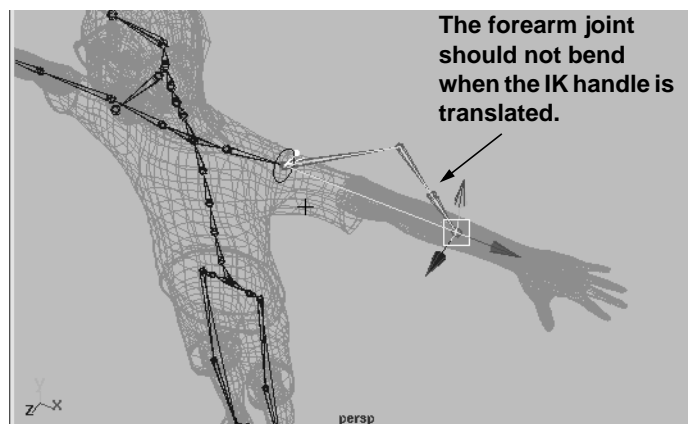 The forearm joint
should not bend
when the IK handle is
translated.
Y
Z X
persp